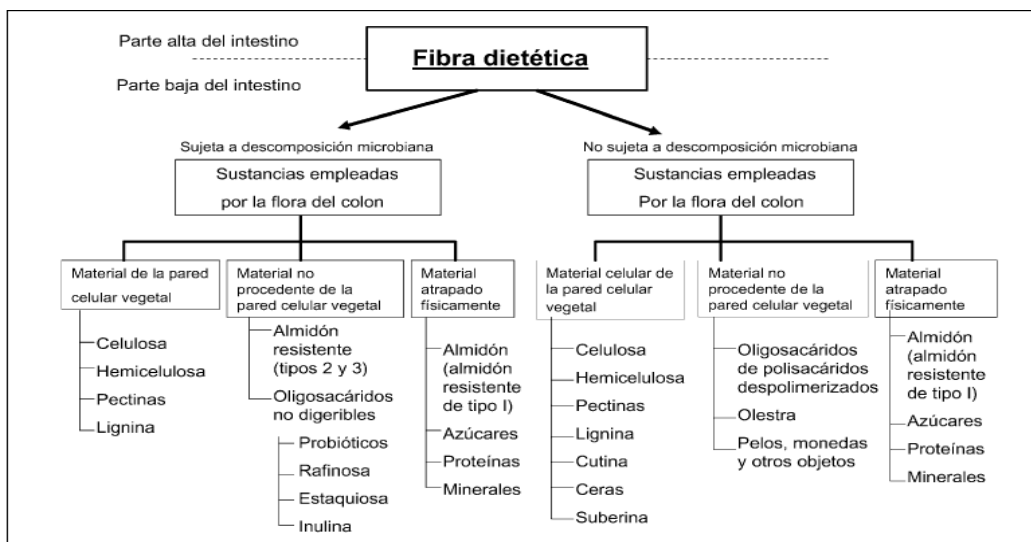 Parte alta del intestino
Fibra dietética
Parte baja del intestino
Sujeta a descomposición microbiana
Sustancias empleadas
por la flora del colon
No sujeta a descomposición microbiana
Sustancias empleadas
Por la flora del colon
Material de la pared
celular vegetal
Celulosa
Hemicelulosa
Pectinas
Lignina
Material no
procedente de la
pared celular vegetal
Almidón
resistente
(tipos 2 y 3)
Oligosacáridos
no digeribles
Probióticos
Rafinosa
Estaquiosa
Inulina
Material
atrapado
físicamente
Almidón
(almidón
resistente
de tipo I)
Azúcares
Proteínas
Minerales
Material celular de
la pared celular
vegetal
Celulosa
Hemicelulosa
Pectinas
Lignina
Cutina
Ceras
Suberina
Material no
procedente de la
pared celular vegetal
Oligosacáridos
de polisacáridos
despolimerizados
Olestra
Pelos, monedas
y otros objetos
Material
atrapado
físicamente
Almidón
(almidón
resistente
de tipo I)
Azúcares
Proteínas
Minerales